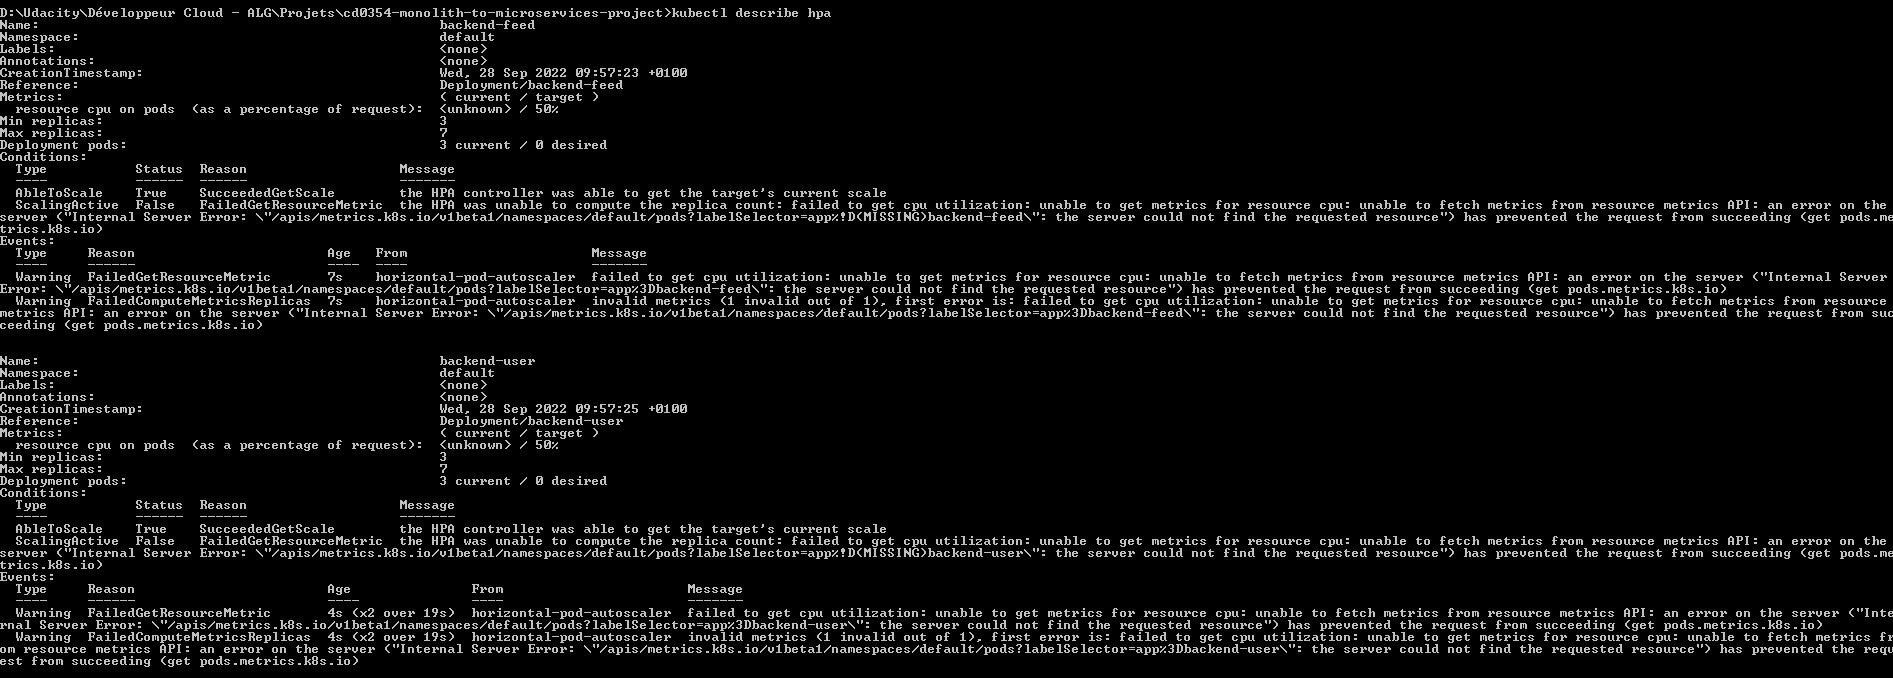 D:\Udacity\Développeur Cloud - ALG\Projets\cd0354-monolith-to-microservices-project>kubectl describe hpa
Name: backend-feed
Namespace: default
Labels: <none>
Annotations: <none>
CreationTimestamp: Wed, 28 Sep 2022 09:57:23 +0100
Reference: Deployment/backend-feed
Metrics: ( current / target )
resource cpu on pods (as a percentage of request): <unknown> / 50%
Min replicas: 3
Max replicas: 7
Deployment pods: 3 current / 0 desired
Conditions:
Type Status Reason Message
---- ------ ------ -------
AbleToScale True SucceededGetScale the HPA controller was able to get the target's current scale
ScalingActive False FailedGetResourceMetric the HPA was unable to compute the replica count: failed to get cpu utilization: unable to get metrics for resource cpu: unable to fetch metrics from resource metrics API: an error on the
server ("Internal Server Error: \"/apis/metrics.k8s.io/v1beta1/namespaces/default/pods?labelSelector=app%!D(MISSING)backend-feed\": the server could not find the requested resource") has prevented the request from succeeding (get pods.me
trics.k8s.io)
Events:
Type Reason Age From Message
---- ------ ---- ---- -------
Warning FailedGetResourceMetric 7s horizontal-pod-autoscaler failed to get cpu utilization: unable to get metrics for resource cpu: unable to fetch metrics from resource metrics API: an error on the server ("Internal Server
Error: \"/apis/metrics.k8s.io/v1beta1/namespaces/default/pods?labelSelector=app%3Dbackend-feed\": the server could not find the requested resource") has prevented the request from succeeding (get pods.metrics.k8s.io)
Warning FailedComputeMetricsReplicas 7s horizontal-pod-autoscaler invalid metrics (1 invalid out of 1), first error is: failed to get cpu utilization: unable to get metrics for resource cpu: unable to fetch metrics from resource
metrics API: an error on the server ("Internal Server Error: \"/apis/metrics.k8s.io/v1beta1/namespaces/default/pods?labelSelector=app%3Dbackend-feed\": the server could not find the requested resource") has prevented the request from suc
ceeding (get pods.metrics.k8s.io)
Name: backend-user
Namespace: default
Labels: <none>
Annotations: <none>
CreationTimestamp: Wed, 28 Sep 2022 09:57:25 +0100
Reference: Deployment/backend-user
Metrics: ( current / target )
resource cpu on pods (as a percentage of request): <unknown> / 50%
Min replicas: 3
Max replicas: 7
Deployment pods: 3 current / 0 desired
Conditions:
Type Status Reason Message
---- ------ ------ -------
AbleToScale True SucceededGetScale the HPA controller was able to get the target's current scale
ScalingActive False FailedGetResourceMetric the HPA was unable to compute the replica count: failed to get cpu utilization: unable to get metrics for resource cpu: unable to fetch metrics from resource metrics API: an error on the
server ("Internal Server Error: \"/apis/metrics.k8s.io/v1beta1/namespaces/default/pods?labelSelector=app%!D(MISSING)backend-user\": the server could not find the requested resource") has prevented the request from succeeding (get pods.me
trics.k8s.io)
Events:
Type Reason Age From Message
---- ------ ---- ---- -------
Warning FailedGetResourceMetric 4s (x2 over 19s) horizontal-pod-autoscaler failed to get cpu utilization: unable to get metrics for resource cpu: unable to fetch metrics from resource metrics API: an error on the server ("Inte
rnal Server Error: \"/apis/metrics.k8s.io/v1beta1/namespaces/default/pods?labelSelector=app%3Dbackend-user\": the server could not find the requested resource") has prevented the request from succeeding (get pods.metrics.k8s.io)
Warning FailedComputeMetricsReplicas 4s (x2 over 19s) horizontal-pod-autoscaler invalid metrics (1 invalid out of 1), first error is: failed to get cpu utilization: unable to get metrics for resource cpu: unable to fetch metrics fr
om resource metrics API: an error on the server ("Internal Server Error: \"/apis/metrics.k8s.io/v1beta1/namespaces/default/pods?labelSelector=app%3Dbackend-user\": the server could not find the requested resource") has prevented the requ
est from succeeding (get pods.metrics.k8s.io)